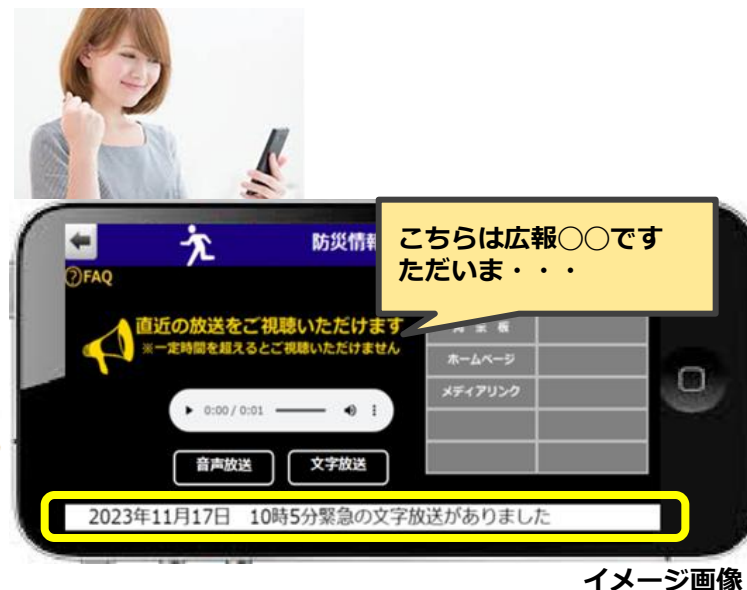 防災情
こちらは広報○○です
ただいま・・・
?FAQ
直近の放送をご視聴いただけます
※一定時間を超えるとご視聴いただけません
ホームページ
メディアリンク
0:00 / 0:01
音声放送
文字放送
2023年11月17日 10時5分緊急の文字放送がありました
イメージ画像